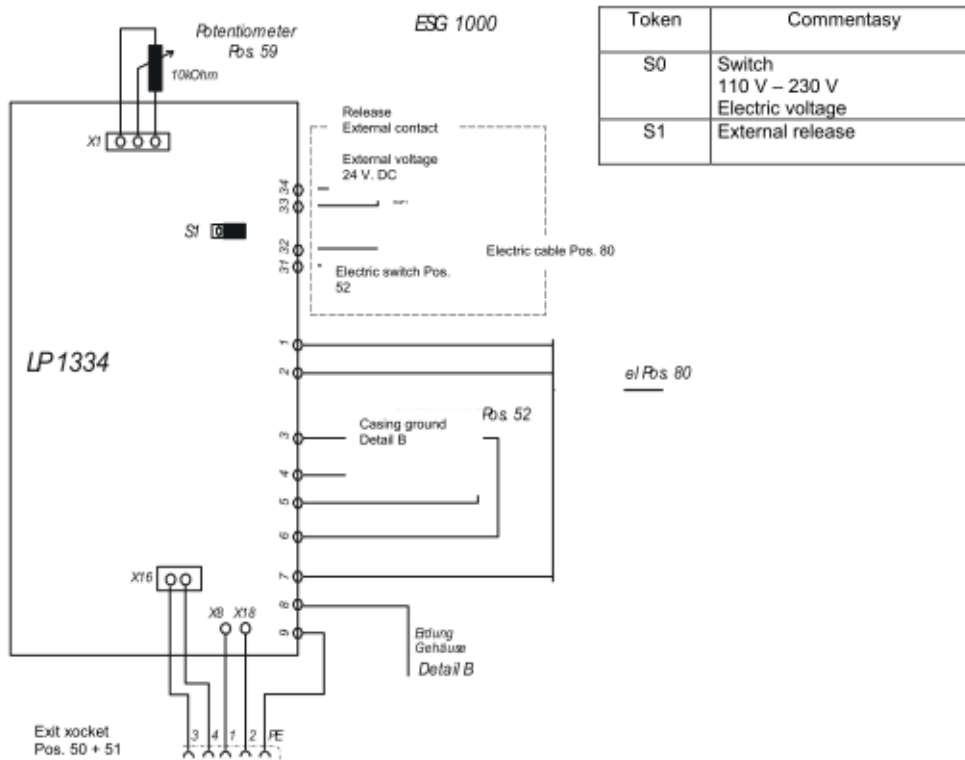 ESG 1000
Potentiometer
Pos. 59
10kOhm
X1
Token Commentasy
S0 Switch
110 V – 230 V
Electric voltage
S1 External release
Release
External contact
External voltage
24 V. DC
34
33
S1
32
31
Electric cable Pos. 80
Electric switch Pos.
52
LP 1334
1
2
el Pos. 80
Pos. 52
Casing ground
Detail B
3
4
5
6
7
X16
8
X8 X18
9
Gehäuse
Detail B
Exit xocket
Pos. 50 + 51
3 4 1 2 PE